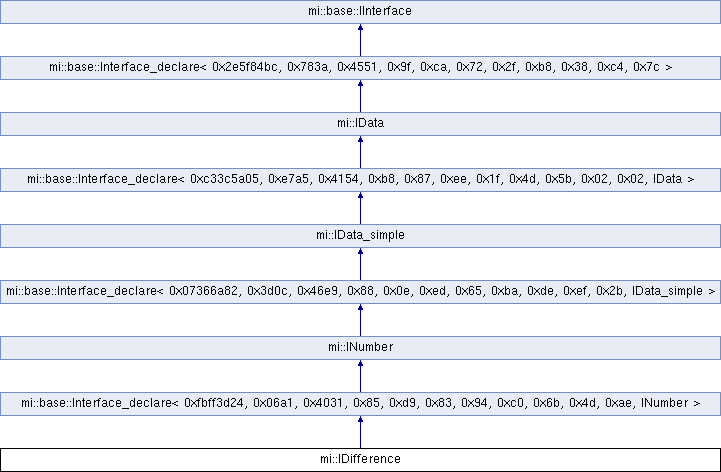 mi::base::IInterface
mi::base::Interface_declare< 0x2e5f84bc, 0x783a, 0x4551, 0x9f, 0xca, 0x72, 0x2f, 0xb8, 0x38, 0xc4, 0x7c >
mi::IData
mi::base::Interface_declare< 0xc33c5a05, 0xe7a5, 0x4154, 0xb8, 0x87, 0xee, 0x1f, 0x4d, 0x5b, 0x02, 0x02, IData >
mi::IData_simple
mi::base::Interface_declare< 0x07366a82, 0x3d0c, 0x46e9, 0x88, 0x0e, 0xed, 0x65, 0xba, 0xde, 0xef, 0x2b, IData_simple >
mi::INumber
mi::base::Interface_declare< 0xfbff3d24, 0x06a1, 0x4031, 0x85, 0xd9, 0x83, 0x94, 0xc0, 0x6b, 0x4d, 0xae, INumber >
mi::IDifference